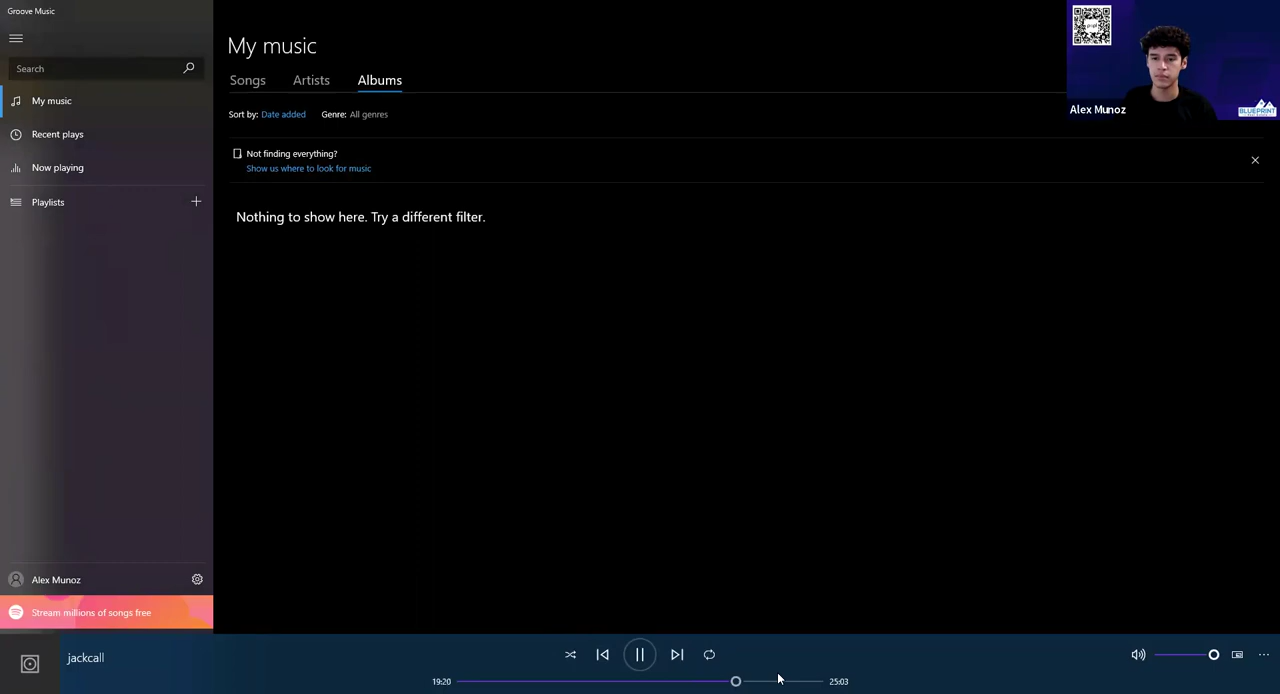 Groove Music
Search
My music
Recent plays
Now playing
Playlists
Alex Munoz
Stream millions of songs free
My music
Songs Artists Albums
Sort by: Date added Genre: All genres
Not finding everything?
Show us where to look for music
Nothing to show here. Try a different filter.
Alex Munoz
BLUEPRINT
jackcall
19:20
25:03